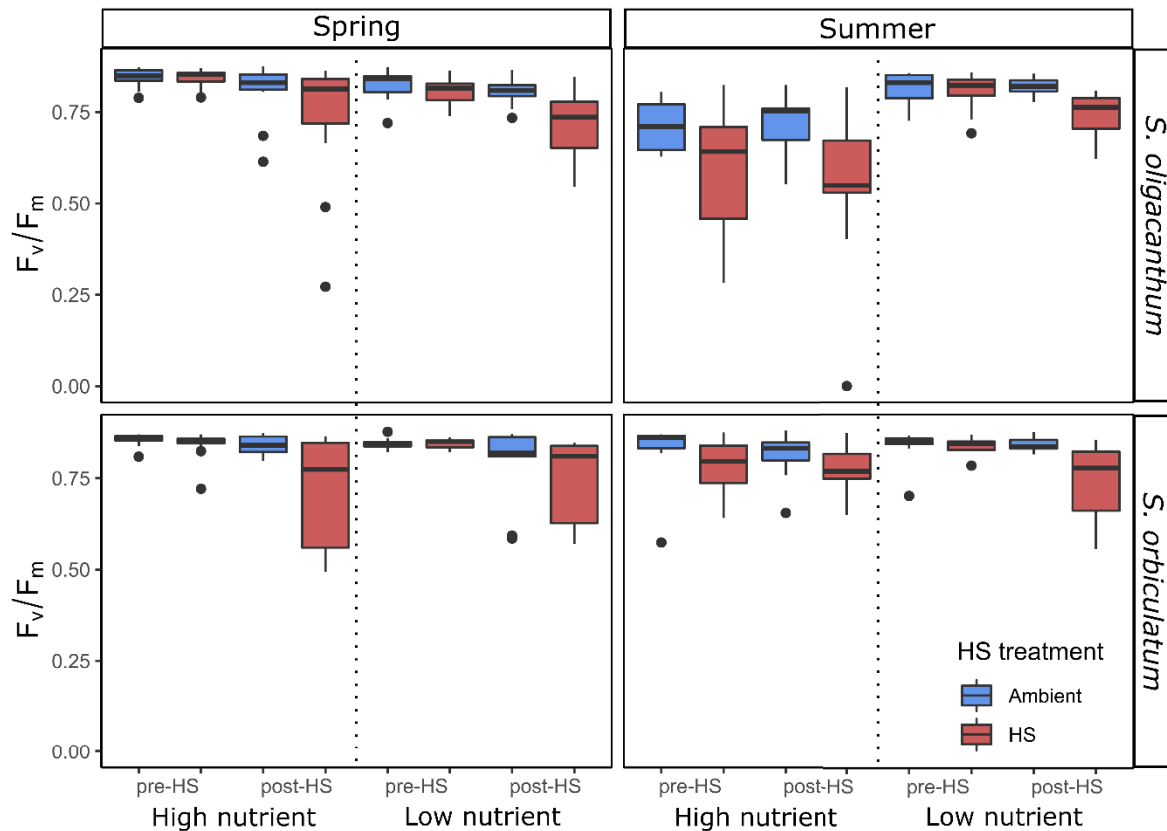 Spring
Summer
0.75
0.50
0.25
0.00
Fv/Fm
S. oligacanthum
0.75
0.50
0.25
0.00
Fv/Fm
S. orbiculatum
HS treatment
Ambient
HS
pre-HS post-HS pre-HS post-HS pre-HS post-HS pre-HS post-HS
High nutrient Low nutrient High nutrient Low nutrient